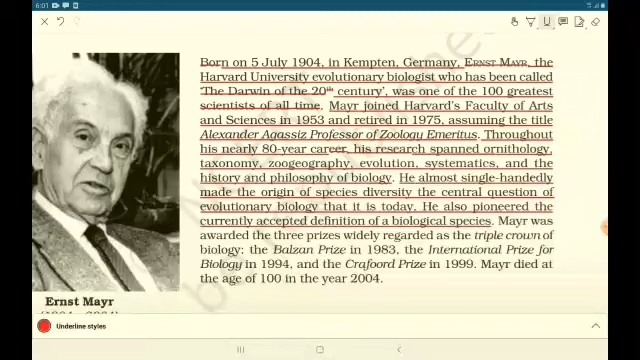 6:01
Born on 5 July 1904, in Kempten, Germany, ERNST MAYR, the
Harvard University evolutionary biologist who has been called
'The Darwin of the 20th century', was one of the 100 greatest
scientists of all time. Mayr joined Harvard's Faculty of Arts
and Sciences in 1953 and retired in 1975, assuming the title
Alexander Agassiz Professor of Zoology Emeritus. Throughout
his nearly 80-year career, his research spanned ornithology,
taxonomy, zoogeography, evolution, systematics, and the
history and philosophy of biology. He almost single-handedly
made the origin of species diversity the central question of
evolutionary biology that it is today. He also pioneered the
currently accepted definition of a biological species. Mayr was
awarded the three prizes widely regarded as the triple crown of
biology: the Balzan Prize in 1983, the International Prize for
Biology in 1994, and the Crafoord Prize in 1999. Mayr died at
the age of 100 in the year 2004.
Ernst Mayr
Underline styles